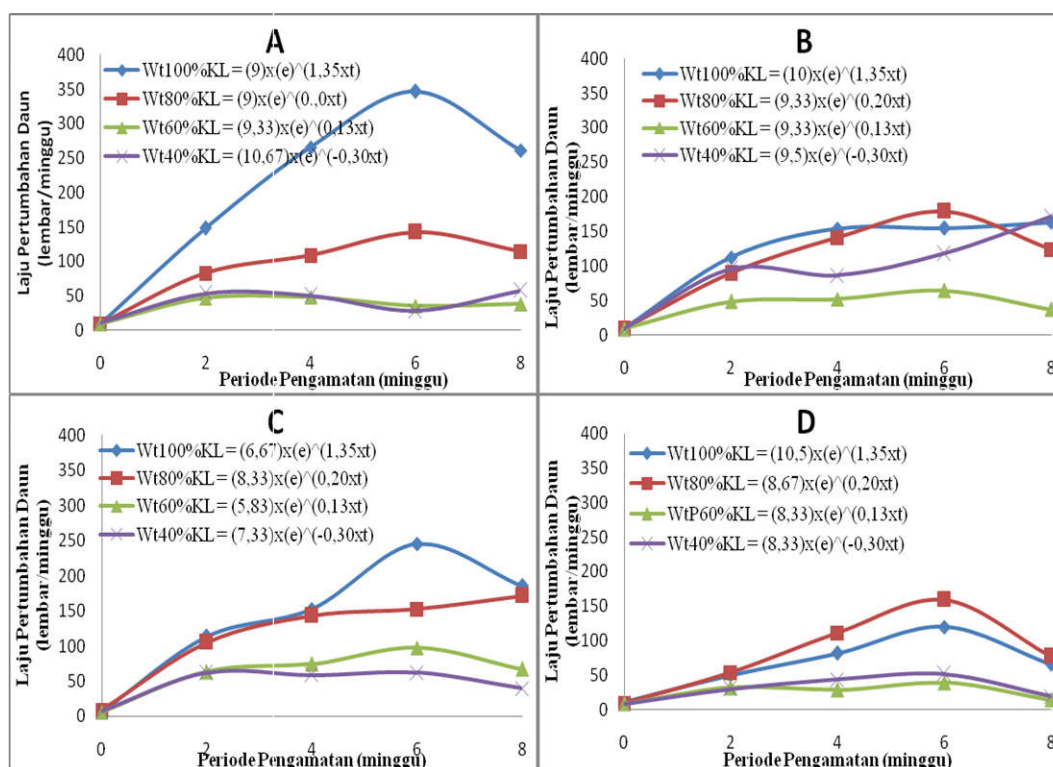 A
Wt100%KL = (9)x(e)^(1,35xt)
Wt80%KL = (9)x(e)^(0.,0xt)
Wt60%KL = (9,33)x(e)^(0,13xt)
Wt40%KL = (10,67)x(e)^(-0,30xt)
Laju Pertumbahan Daun
(lembar/minggu)
400
350
300
250
200
150
100
50
0
0 2 4 6 8
Periode Pengamatan (minggu)
B
Wt100%KL = (10)x(e)^(1,35xt)
Wt80%KL = (9,33)x(e)^(0,20xt)
Wt60%KL = (9,33)x(e)^(0,13xt)
Wt40%KL = (9,5)x(e)^(-0,30xt)
Laju Pertumbahan Daun
(lembar/minggu)
400
350
300
250
200
150
100
50
0
0 2 4 6 8
Periode Pengamatan (minggu)
C
Wt100%KL = (6,67)x(e)^(1,35xt)
Wt80%KL = (8,33)x(e)^(0,20xt)
Wt60%KL = (5,83)x(e)^(0,13xt)
Wt40%KL = (7,33)x(e)^(-0,30xt)
Laju Pertumbahan Daun
(lembar/minggu)
400
350
300
250
200
150
100
50
0
0 2 4 6 8
Periode Pengamatan (minggu)
D
Wt100%KL = (10,5)x(e)^(1,35xt)
Wt80%KL = (8,67)x(e)^(0,20xt)
WtP60%KL = (8,33)x(e)^(0,13xt)
Wt40%KL = (8,33)x(e)^(-0,30xt)
Laju Pertumbahan Daun
(lembar/minggu)
400
350
300
250
200
150
100
50
0
0 2 4 6 8
Periode Pengamatan (minggu)